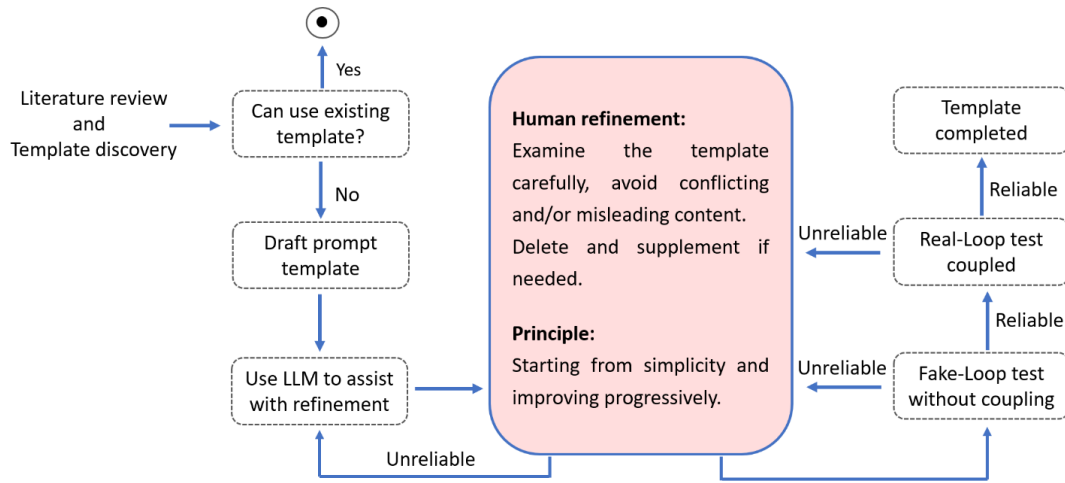 Literature review
and
Template discovery
Yes
Can use existing
template?
No
Draft prompt
template
Use LLM to assist
with refinement
Unreliable
Human refinement:
Examine the template
carefully, avoid conflicting
and/or misleading content.
Delete and supplement if
needed.
Principle:
Starting from simplicity and
improving progressively.
Template
completed
Reliable
Unreliable
Real-Loop test
coupled
Reliable
Unreliable
Fake-Loop test
without coupling